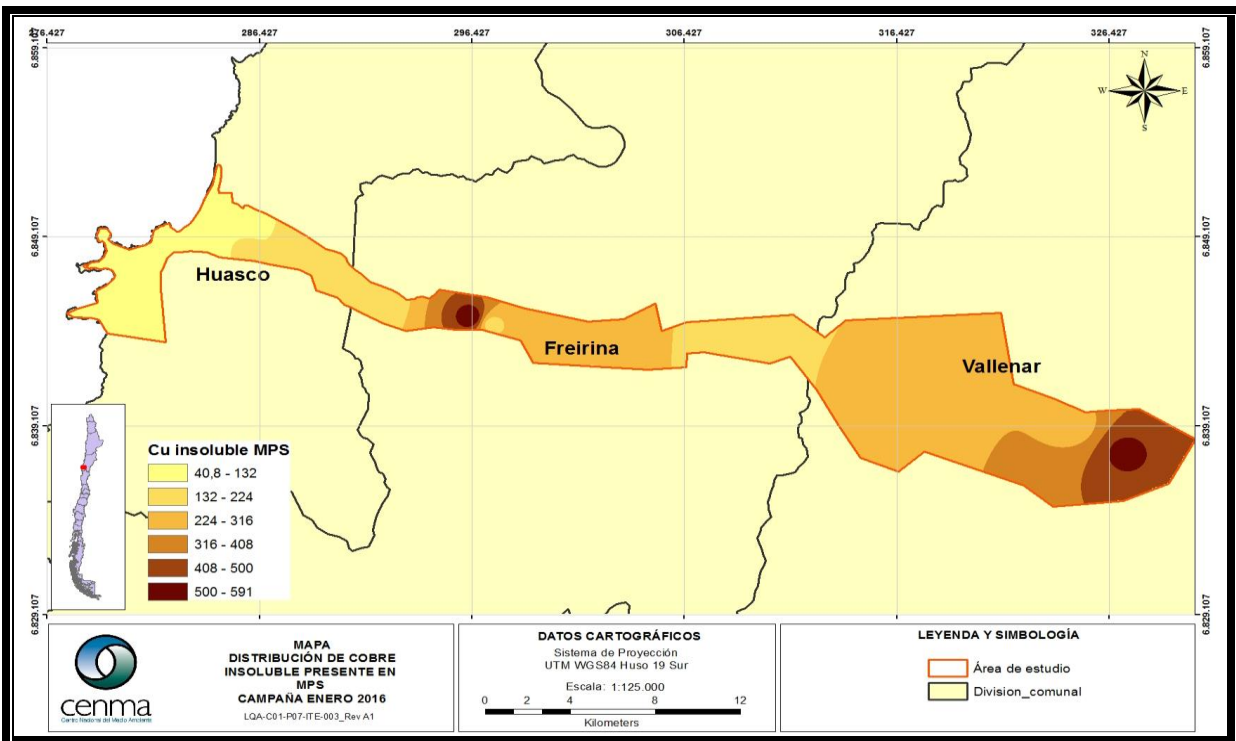 276.427 286.427 296.427 306.427 316.427 326.427
6.859.107 6.859.107
N
W E
S
6.849.107 6.849.107
Huasco
Freirina
Vallenar
6.839.107 6.839.107
Cu insoluble MPS
40,8 - 132
132 - 224
224 - 316
316 - 408
408 - 500
500 - 591
6.829.107 6.829.107
cenma
Centro Nacional del Medio Ambiente
MAPA
DISTRIBUCIÓN DE COBRE
INSOLUBLE PRESENTE EN
MPS
CAMPAÑA ENERO 2016
LQA-C01-P07-ITE-003_Rev A1
DATOS CARTOGRÁFICOS
Sistema de Proyección
UTM WGS84 Huso 19 Sur
Escala: 1:125.000
0 2 4 8 12
Kilometers
LEYENDA Y SIMBOLOGÍA
Área de estudio
Division_comunal